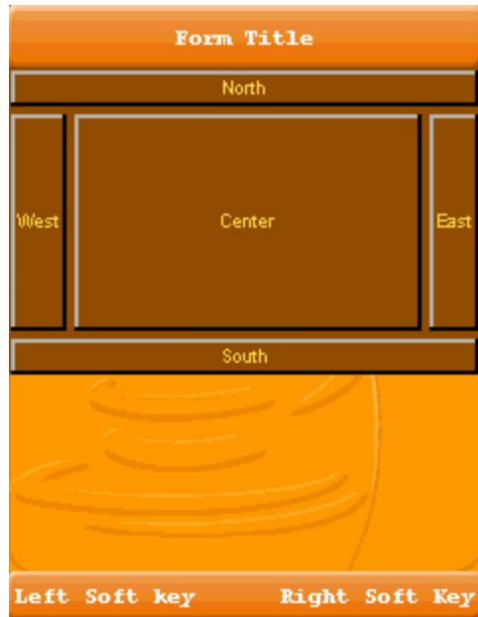 Form Title
North
West Center East
South
Left Soft key Right Soft Key